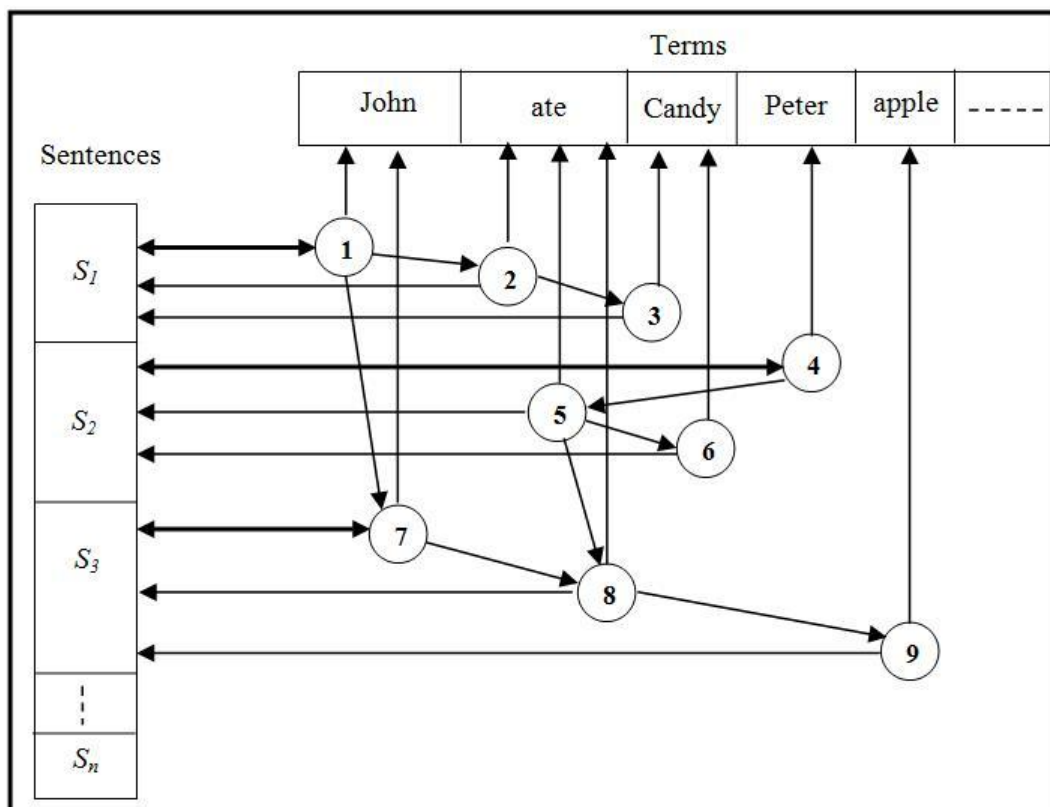 Terms
John ate Candy Peter apple ------
Sentences
S1
1
2
3
4
S2
5
6
S3
7
8
9
Sn